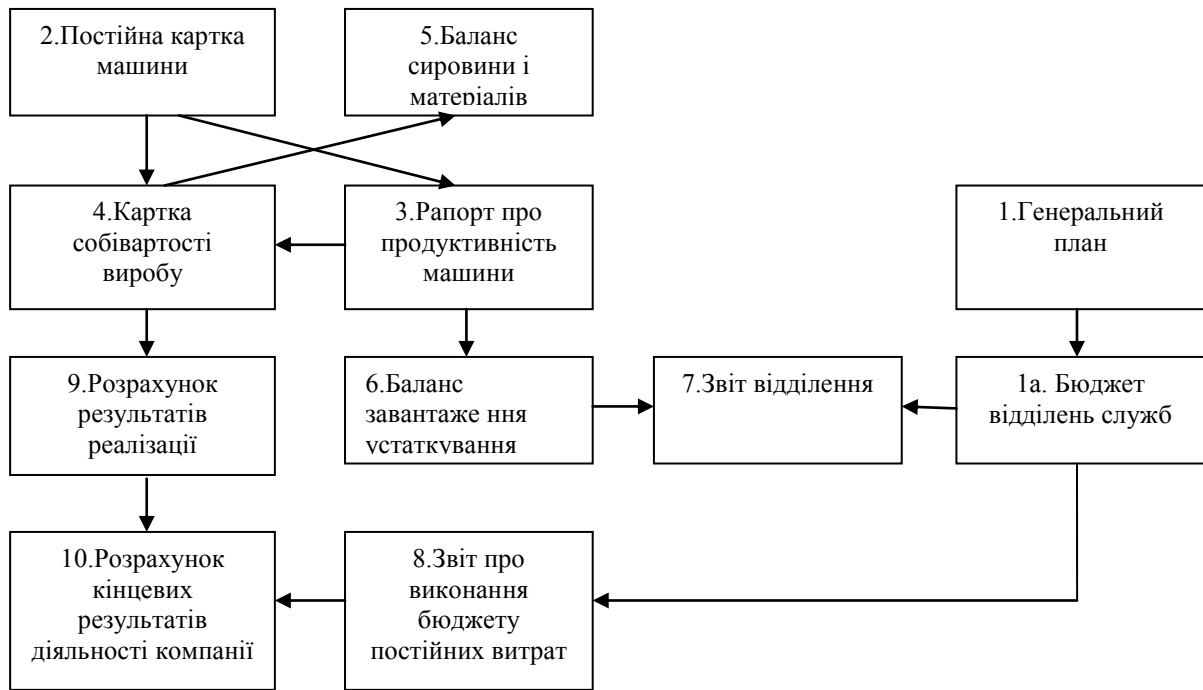 2.Постійна картка
машини
5.Баланс
сировини і
матеріалів
4.Картка
собівартості
виробу
3.Рапорт про
продуктивність
машини
1.Генеральний
план
9.Розрахунок
результатів
реалізації
6.Баланс
завантаже ння
устаткування
7.Звіт відділення
1а. Бюджет
відділень служб
10.Розрахунок
кінцевих
результатів
діяльності компанії
8.Звіт про
виконання
бюджету
постійних витрат